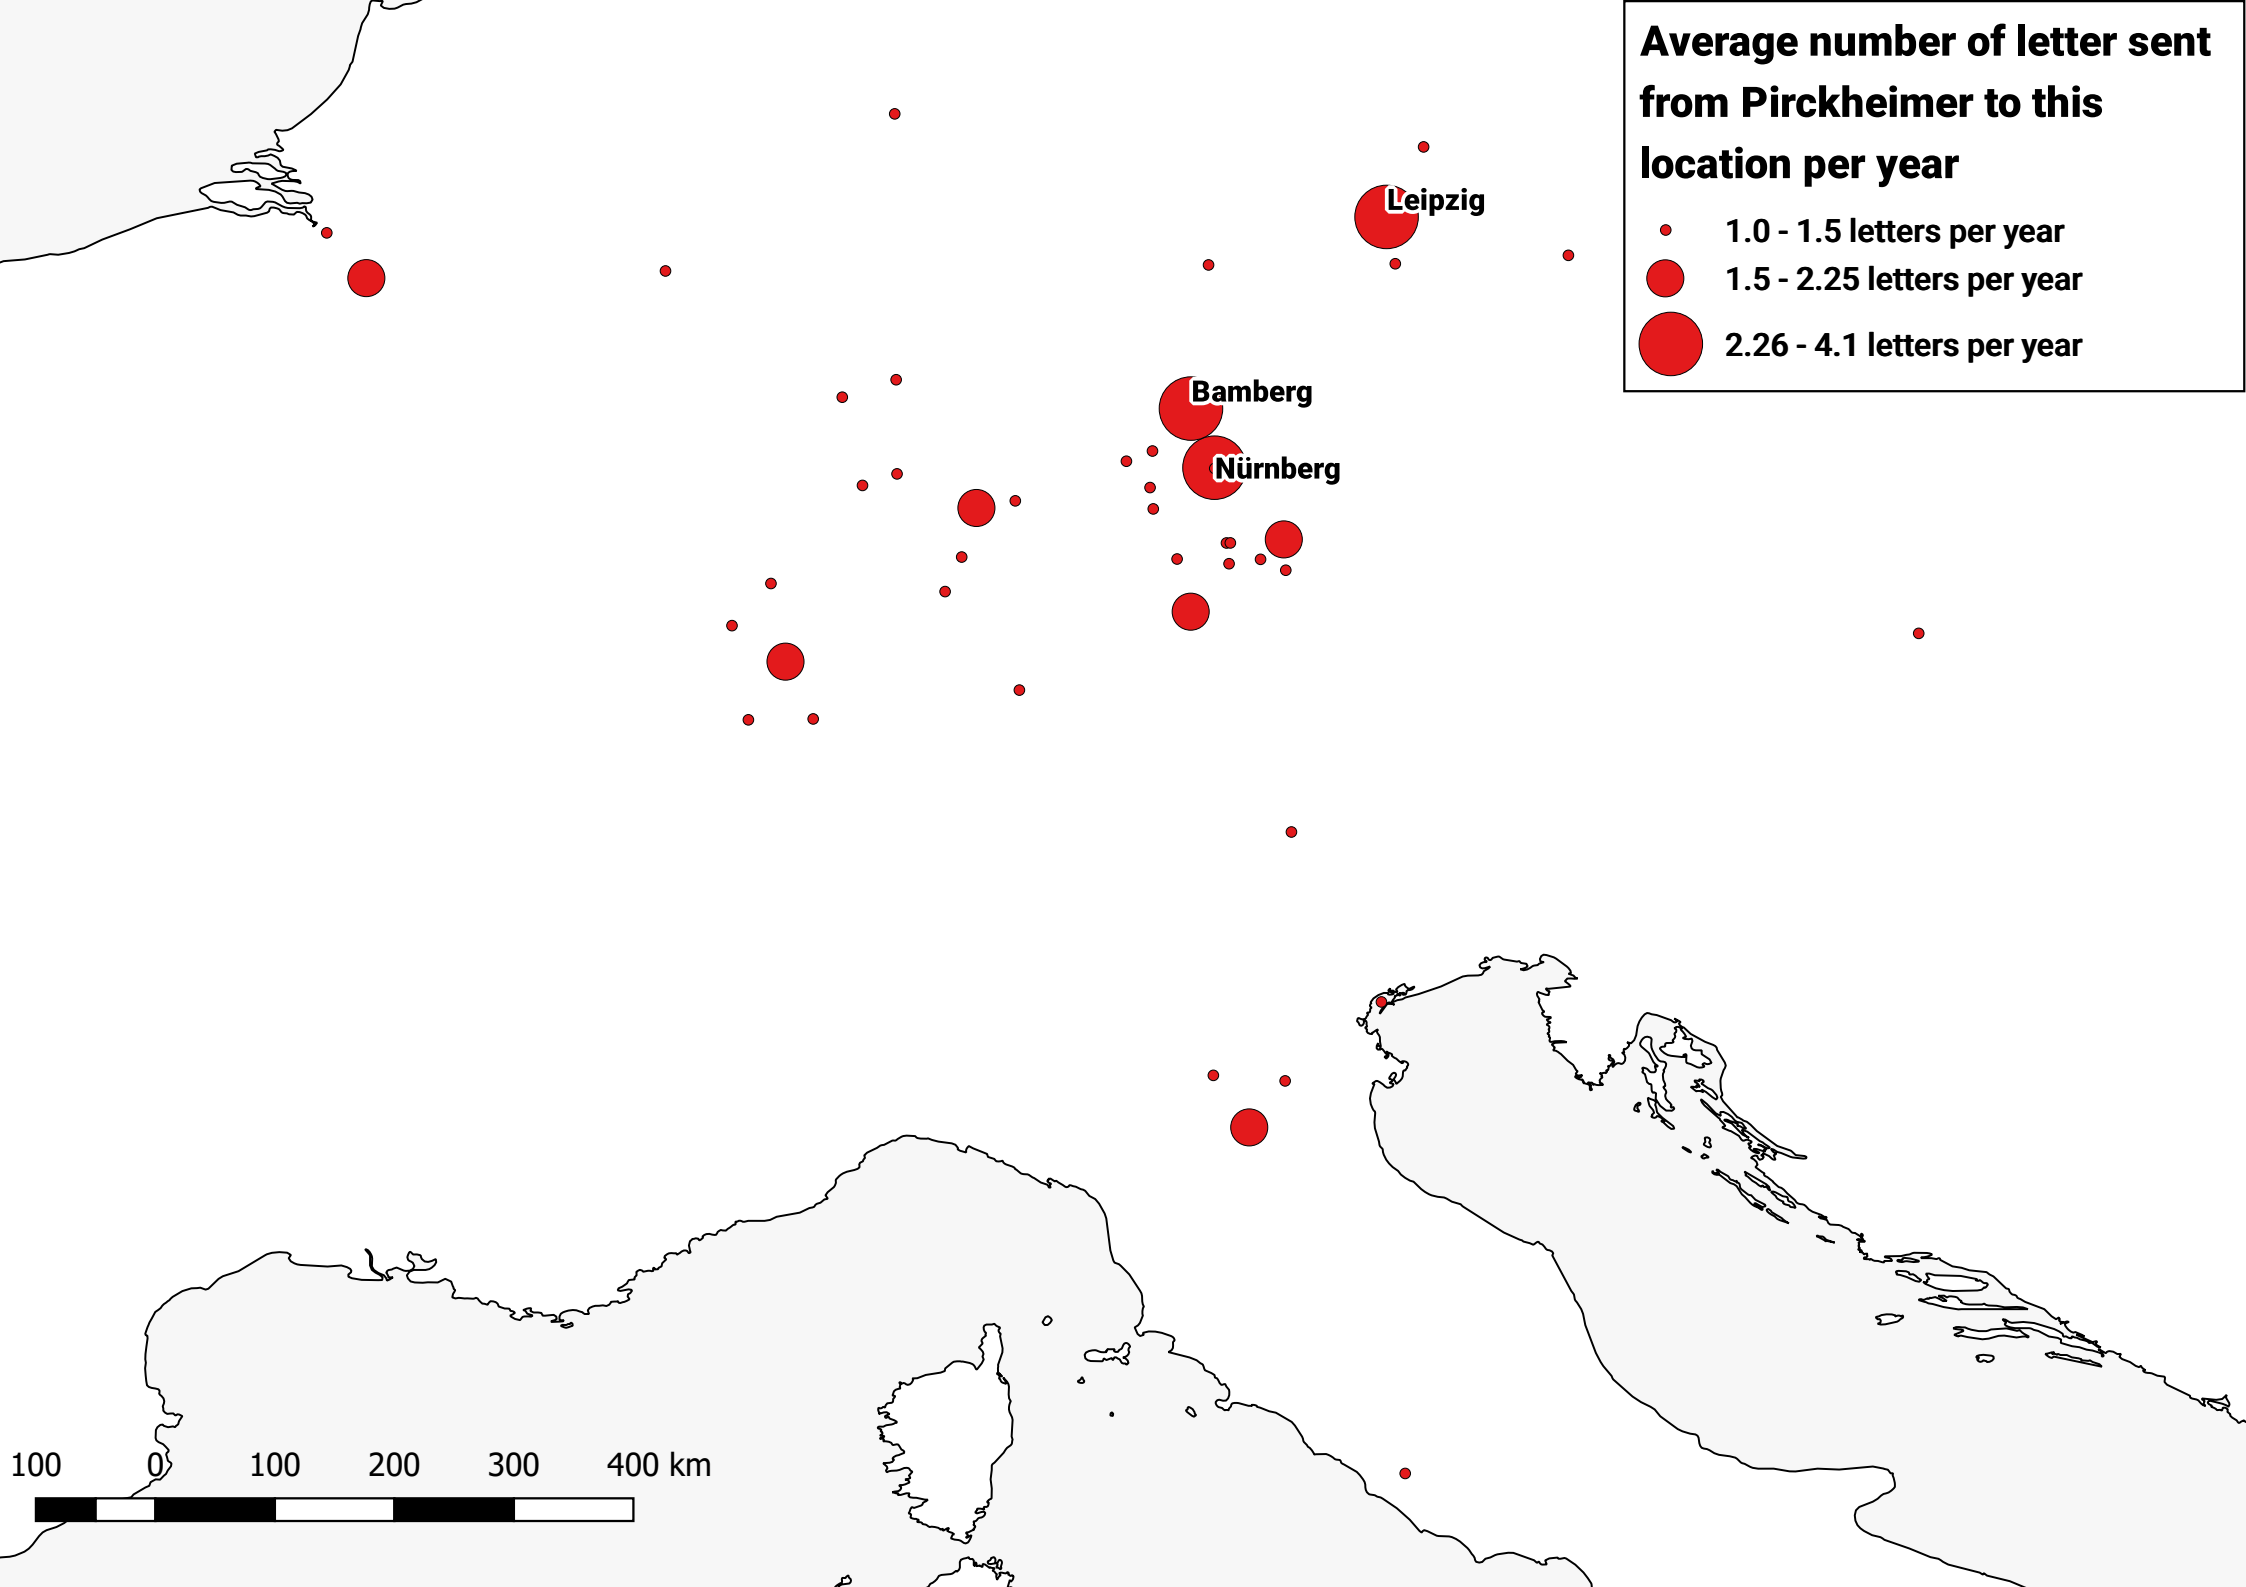 Average number of letter sent
from Pirckheimer to this
location per year
1.0 - 1.5 letters per year
1.5 - 2.25 letters per year
2.26 - 4.1 letters per year
Leipzig
Bamberg
Nürnberg
100 0 100 200 300 400 km